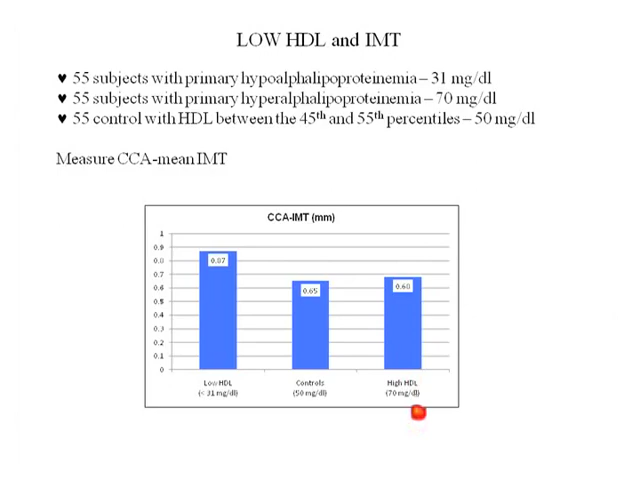 LOW HDL and IMT
♥ 55 subjects with primary hypoalphalipoproteinemia – 31 mg/dl
♥ 55 subjects with primary hyperalphalipoproteinemia – 70 mg/dl
♥ 55 control with HDL between the 45th and 55th percentiles – 50 mg/dl
Measure CCA-mean IMT
CCA-IMT (mm)
1
0.9
0.8
0.7
0.6
0.5
0.4
0.3
0.2
0.1
0
0.87
0.65
0.68
Low HDL
(< 31 mg/dl)
Controls
(50 mg/dl)
High HDL
(70 mg/dl)